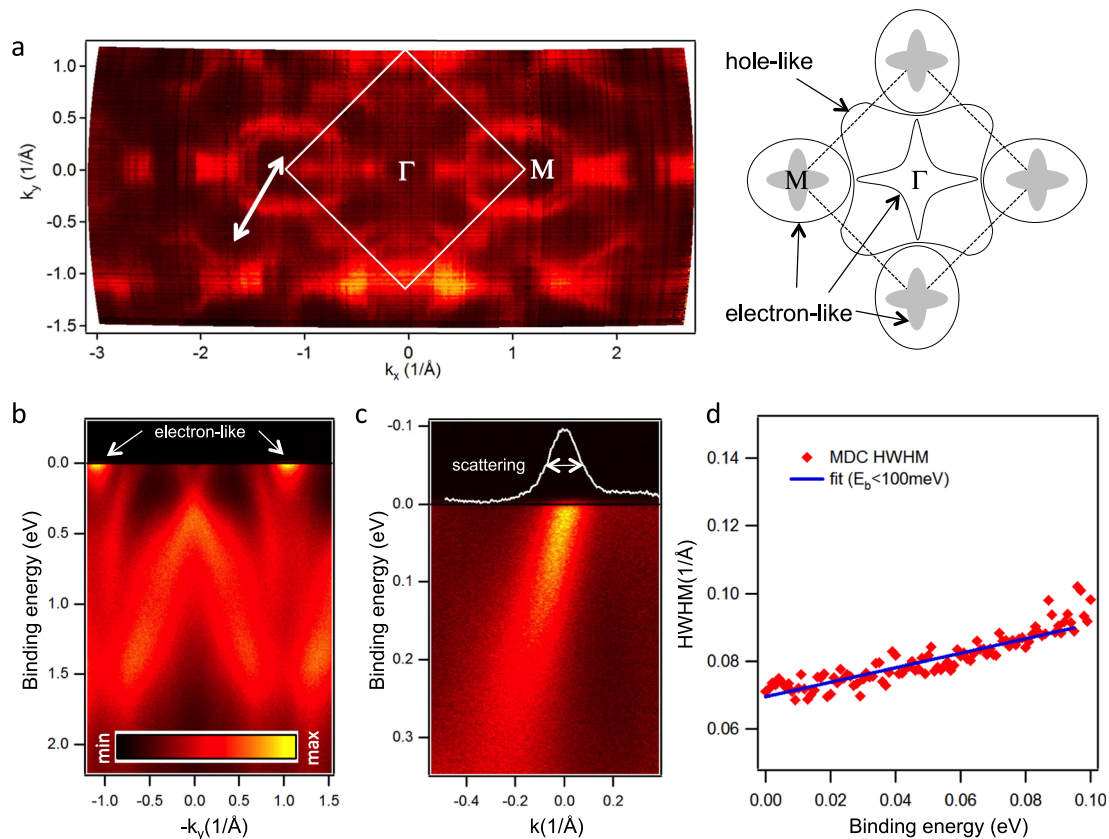 a
1.0
0.5
0.0
-0.5
-1.0
-1.5
k_y (1/Å)
Γ
M
-3
-2
-1
0
1
2
k_x (1/Å)
hole-like
M
Γ
electron-like
b
electron-like
0.0
0.5
1.0
1.5
2.0
Binding energy (eV)
min
max
-1.0
-0.5
0.0
0.5
1.0
1.5
-k_y(1/Å)
c
-0.1
scattering
0.0
0.1
0.2
0.3
Binding energy (eV)
-0.4
0.0
k(1/Å)
d
0.14
0.12
0.10
0.08
0.06
HWHM(1/Å)
MDC HWHM
fit (E_b<100meV)
0.00
0.02
0.04
0.06
0.08
0.10
Binding energy (eV)